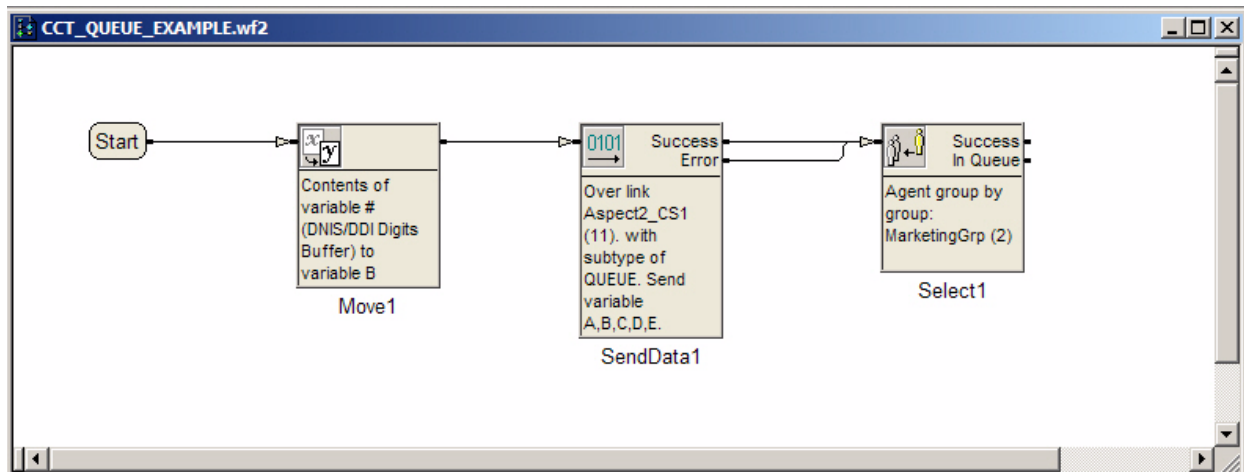 CCT_QUEUE_EXAMPLE.wf2
Start
x
y
Contents of
variable #
(DNIS/DDI Digits
Buffer) to
variable B
Move1
0101
Success
Error
Over link
Aspect2_CS1
(11). with
subtype of
QUEUE. Send
variable
A,B,C,D,E.
SendData1
Success
In Queue
Agent group by
group:
MarketingGrp (2)
Select1